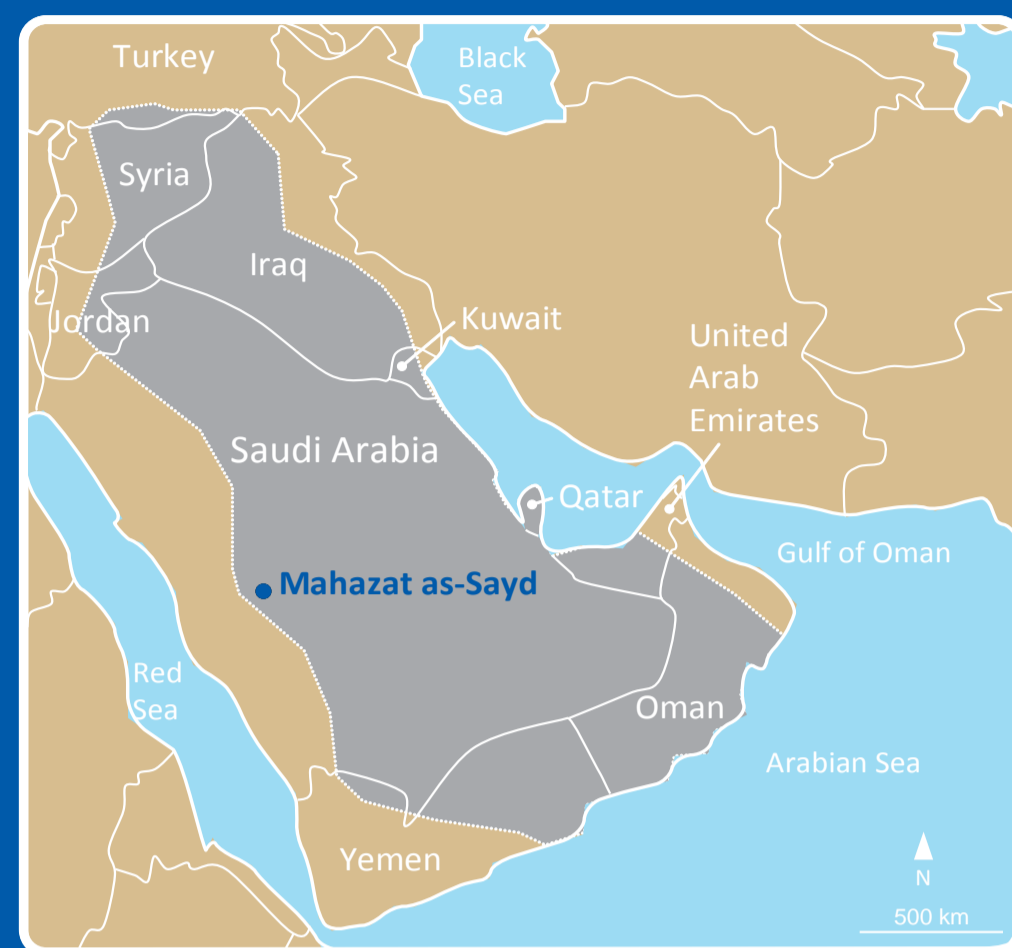 Turkey
Black
Sea
Syria
Iraq
Jordan
Kuwait
United
Arab
Emirates
Saudi Arabia
Qatar
Gulf of Oman
Mahazat as-Sayd
Red
Sea
Oman
Arabian Sea
Yemen
N
500 km